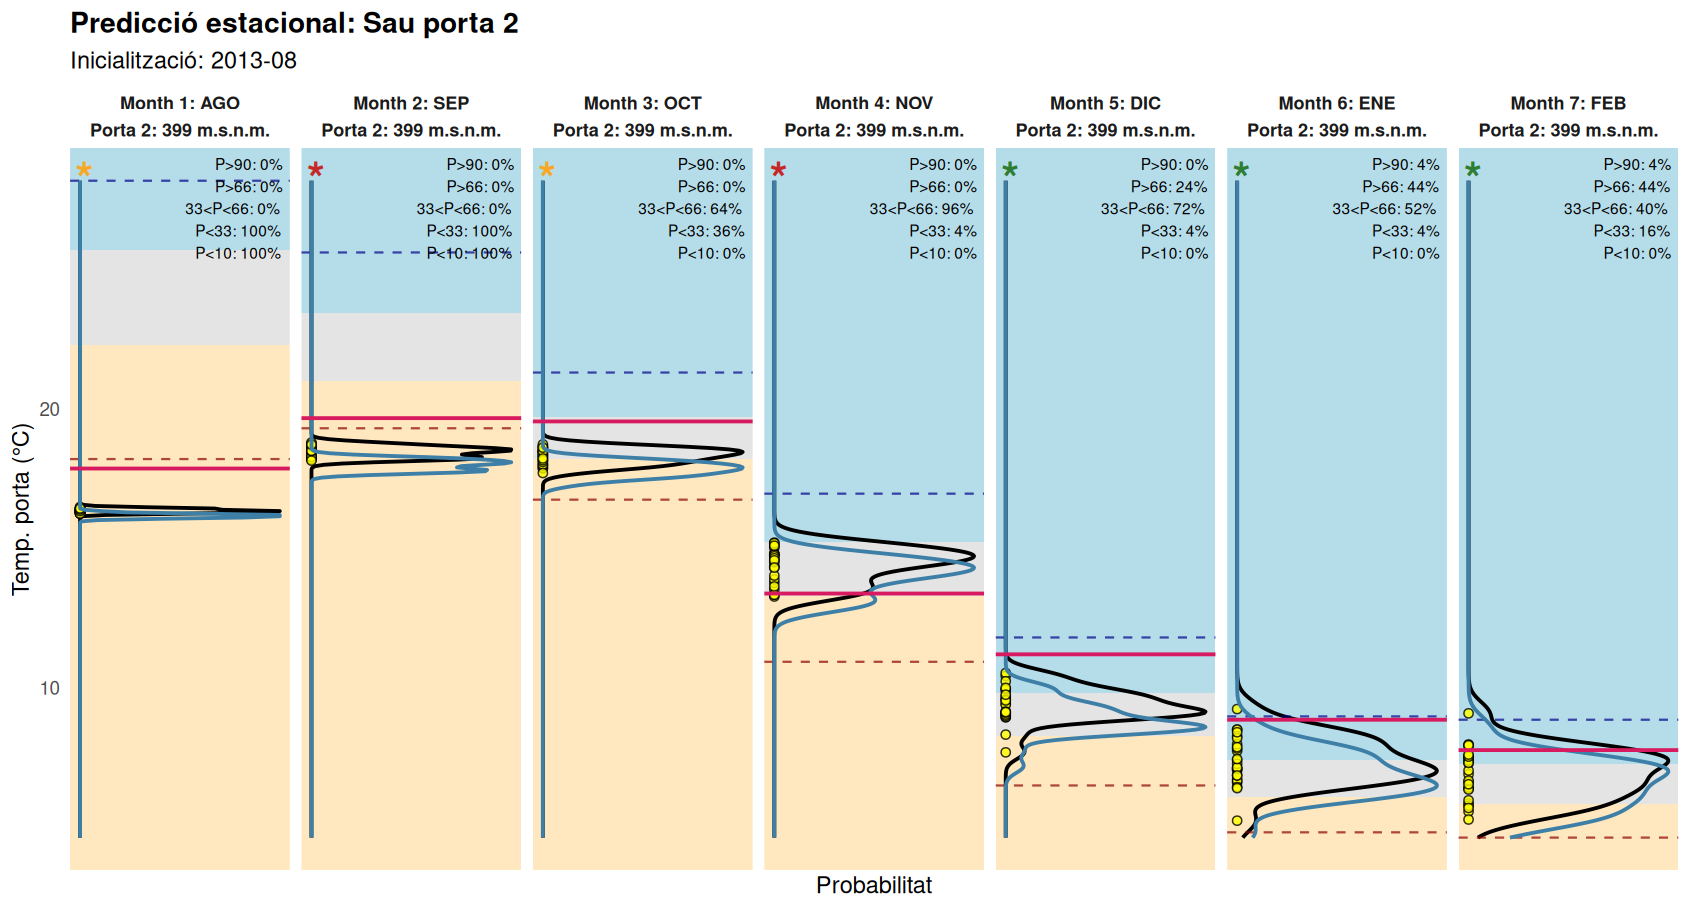 Predicció estacional: Sau porta 2
Inicialització: 2013-08
Month 1: AGO
Porta 2: 399 m.s.n.m.
*
P>90: 0%
P>66: 0%
33<P<66: 0%
P<33: 100%
P<10: 100%
Month 2: SEP
Porta 2: 399 m.s.n.m.
*
P>90: 0%
P>66: 0%
33<P<66: 0%
P<33: 100%
P<10: 100%
Month 3: OCT
Porta 2: 399 m.s.n.m.
*
P>90: 0%
P>66: 0%
33<P<66: 64%
P<33: 36%
P<10: 0%
Month 4: NOV
Porta 2: 399 m.s.n.m.
*
P>90: 0%
P>66: 0%
33<P<66: 96%
P<33: 4%
P<10: 0%
Month 5: DIC
Porta 2: 399 m.s.n.m.
*
P>90: 0%
P>66: 24%
33<P<66: 72%
P<33: 4%
P<10: 0%
Month 6: ENE
Porta 2: 399 m.s.n.m.
*
P>90: 4%
P>66: 44%
33<P<66: 52%
P<33: 4%
P<10: 0%
Month 7: FEB
Porta 2: 399 m.s.n.m.
*
P>90: 4%
P>66: 44%
33<P<66: 40%
P<33: 16%
P<10: 0%
Temp. porta (°C)
20
10
Probabilitat